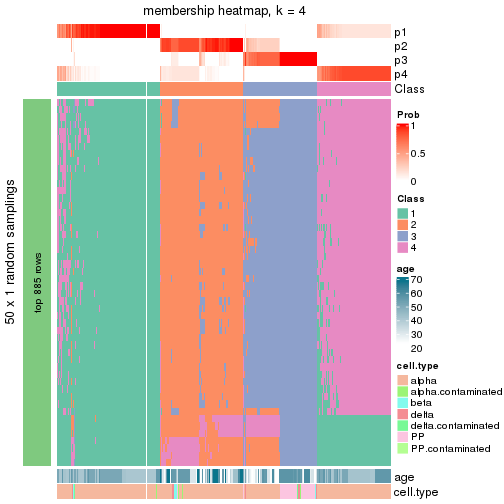 membership heatmap, k = 4
p1
p2
p3
p4
Class
50 x 1 random samplings
top 885 rows
Prob
1
0.5
0
Class
1
2
3
4
age
70
60
50
40
30
20
cell.type
alpha
alpha.contaminated
beta
delta
delta.contaminated
PP
PP.contaminated
age
cell.type